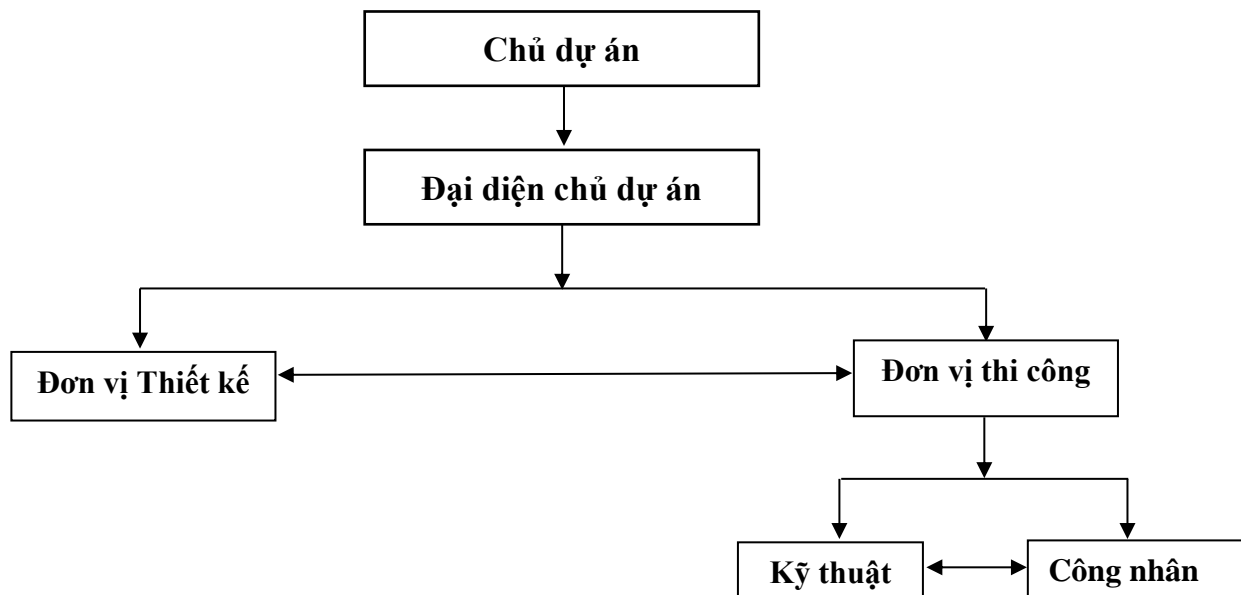 Chủ dự án
Đại diện chủ dự án
Đơn vị Thiết kế
Đơn vị thi công
Kỹ thuật
Công nhân